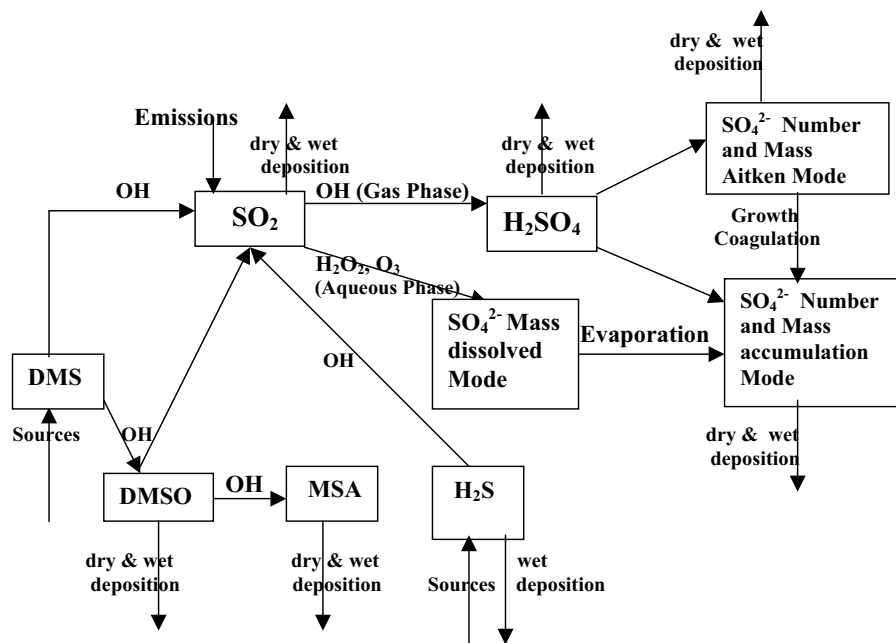 dry & wet
deposition
Emissions
dry & wet
deposition
dry & wet
deposition
SO₄²⁻ Number
and Mass
Aitken Mode
OH
OH (Gas Phase)
SO₂
H₂SO₄
Growth
Coagulation
H₂O₂, O₃
(Aqueous Phase)
SO₄²⁻ Mass
dissolved
Mode
Evaporation
SO₄²⁻ Number
and Mass
accumulation
Mode
OH
DMS
Sources
OH
dry & wet
deposition
DMSO
OH
MSA
H₂S
dry & wet
deposition
dry & wet
deposition
Sources
wet
deposition